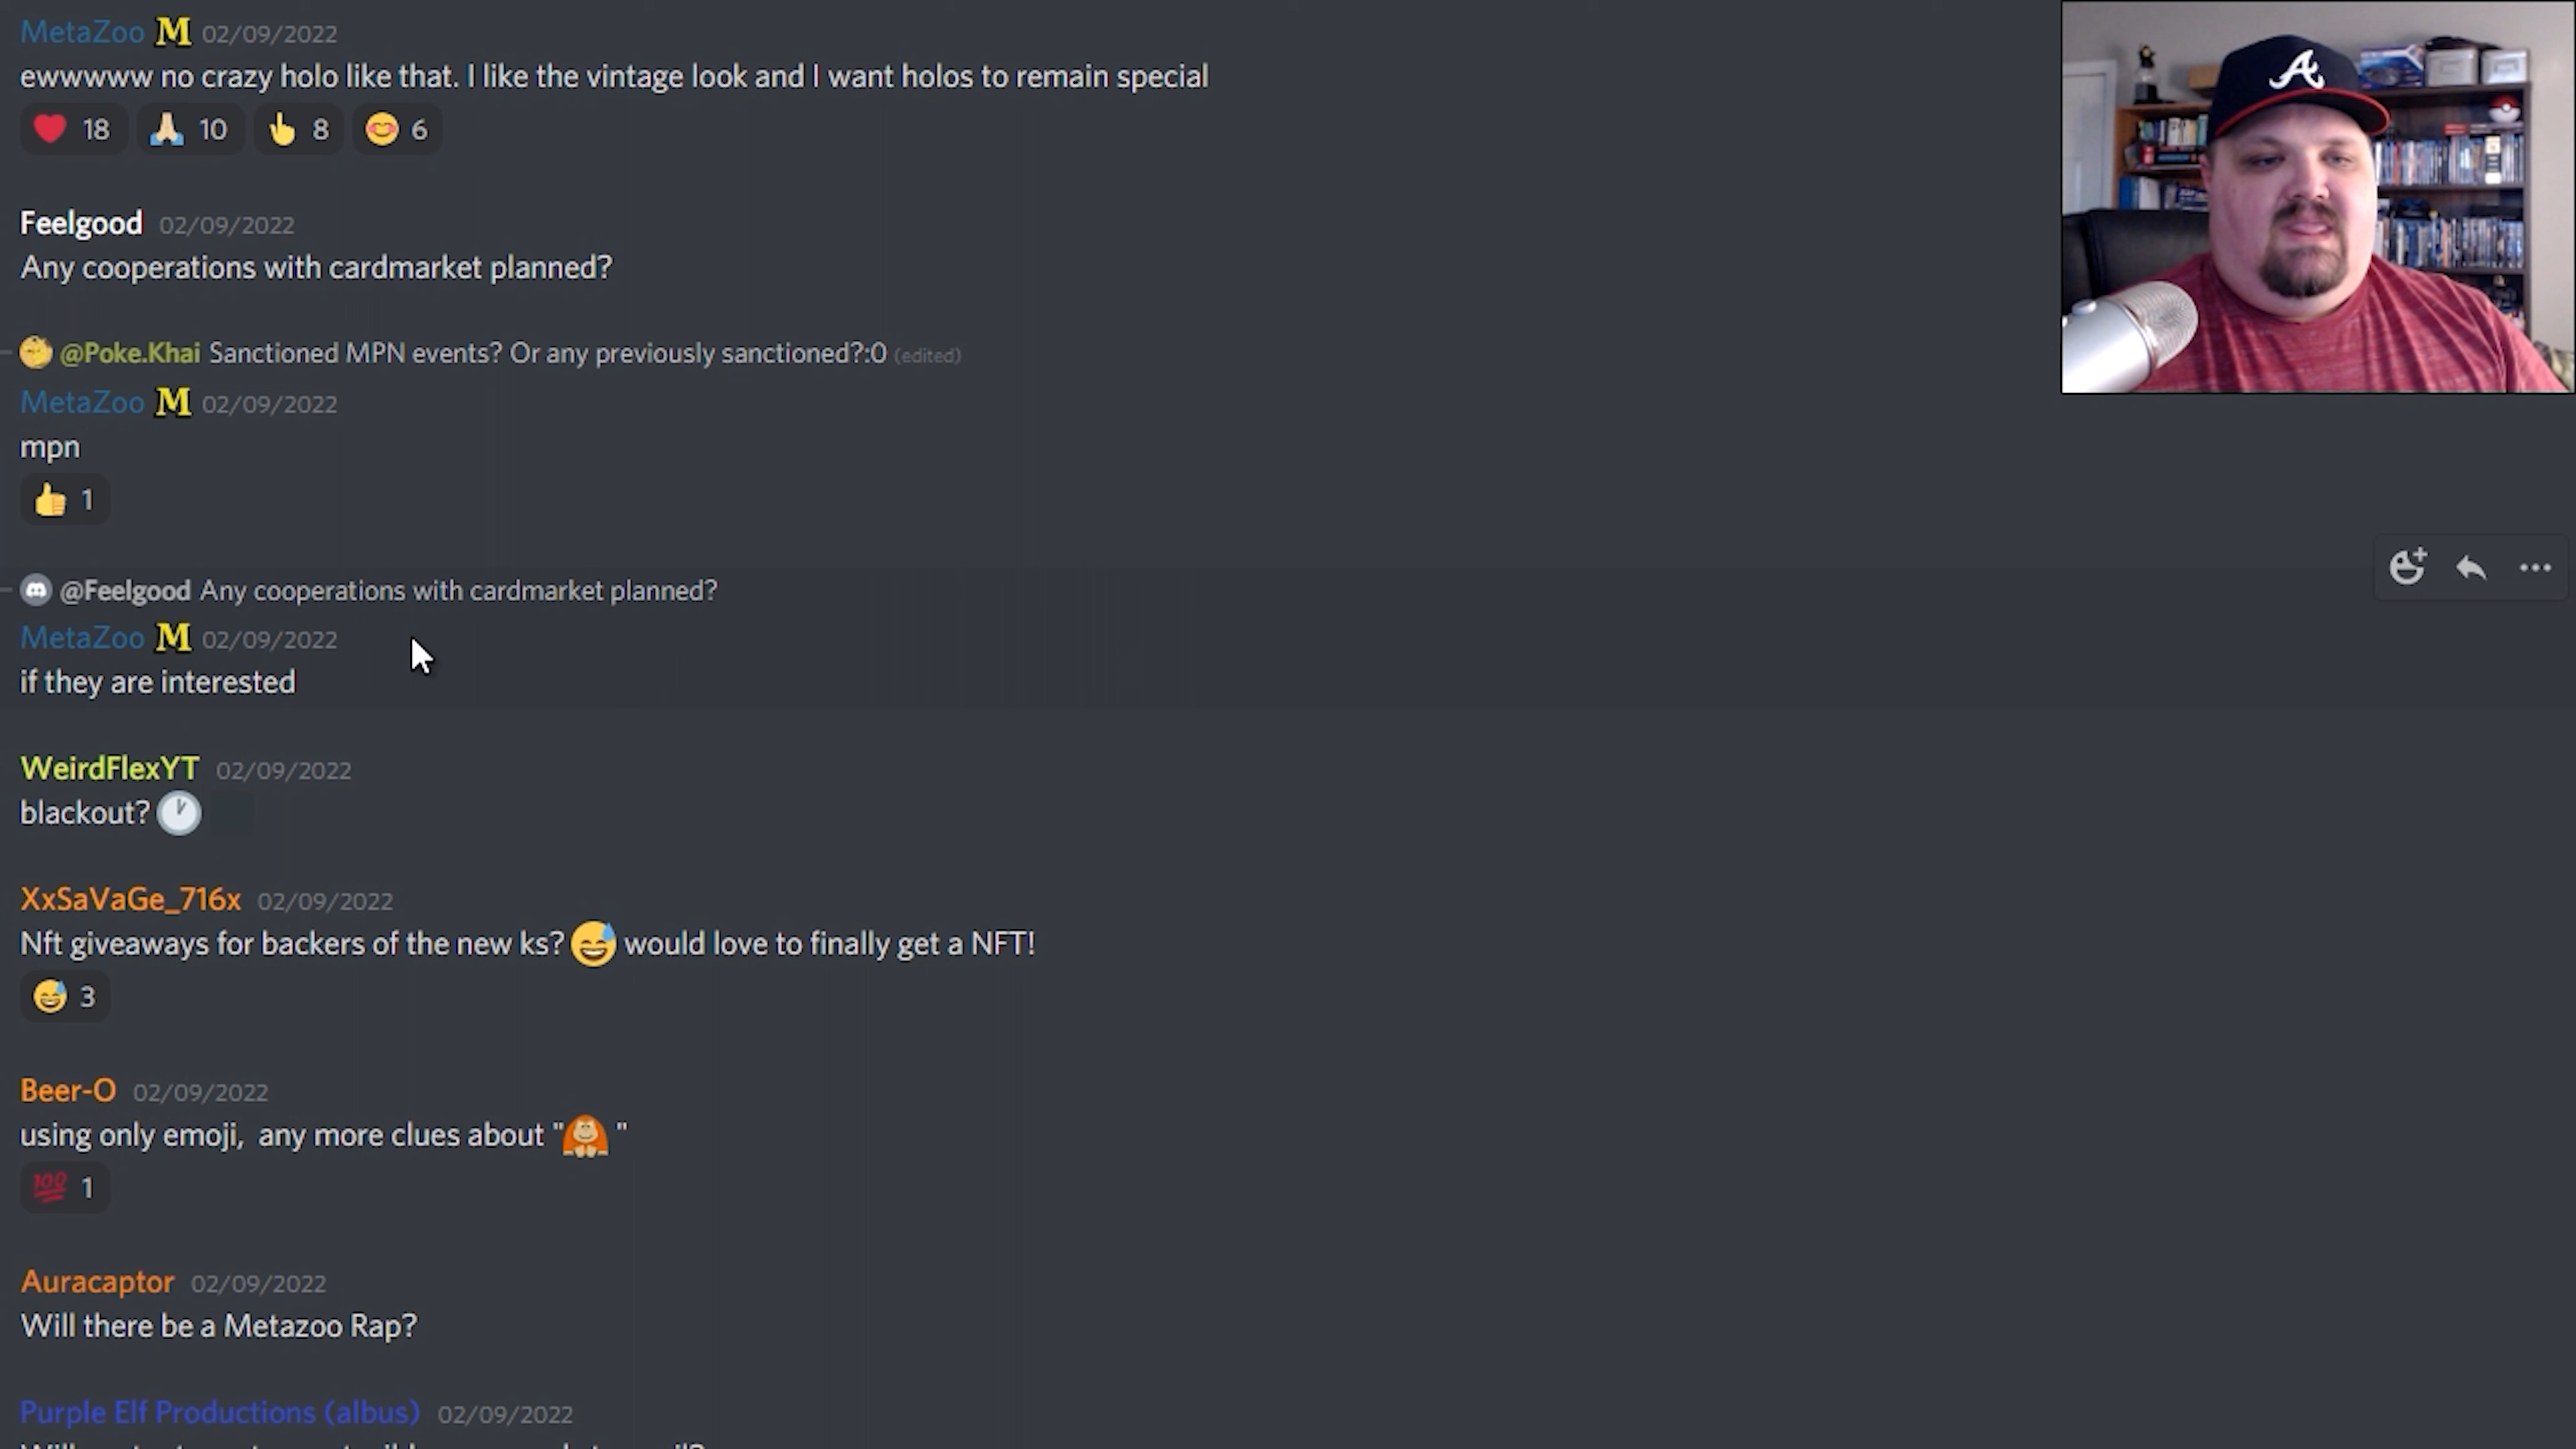 MetaZoo M 02/09/2022
ewwwww no crazy holo like that. I like the vintage look and I want holos to remain special
❤️ 18 🙏 10 👆 8 😊 6
Feelgood 02/09/2022
Any cooperations with cardmarket planned?
@Poke.Khai Sanctioned MPN events? Or any previously sanctioned?:O (edited)
MetaZoo M 02/09/2022
mpn
👍 1
@Feelgood Any cooperations with cardmarket planned?
MetaZoo M 02/09/2022
if they are interested
WeirdFlexYT 02/09/2022
blackout? 🕐
XxSaVaGe_716x 02/09/2022
Nft giveaways for backers of the new ks? 😅 would love to finally get a NFT!
😅 3
Beer-O 02/09/2022
using only emoji,  any more clues about "🦧 "
💯 1
Auracaptor 02/09/2022
Will there be a Metazoo Rap?
Purple Elf Productions (albus) 02/09/2022
A